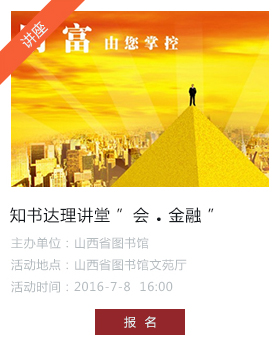 讲座
富 由您掌控
知书达理讲堂 ”会 . 金融 ”
主办单位：山西省图书馆
活动地点：山西省图书馆文苑厅
活动时间：2016-7-8 16:00
报 名